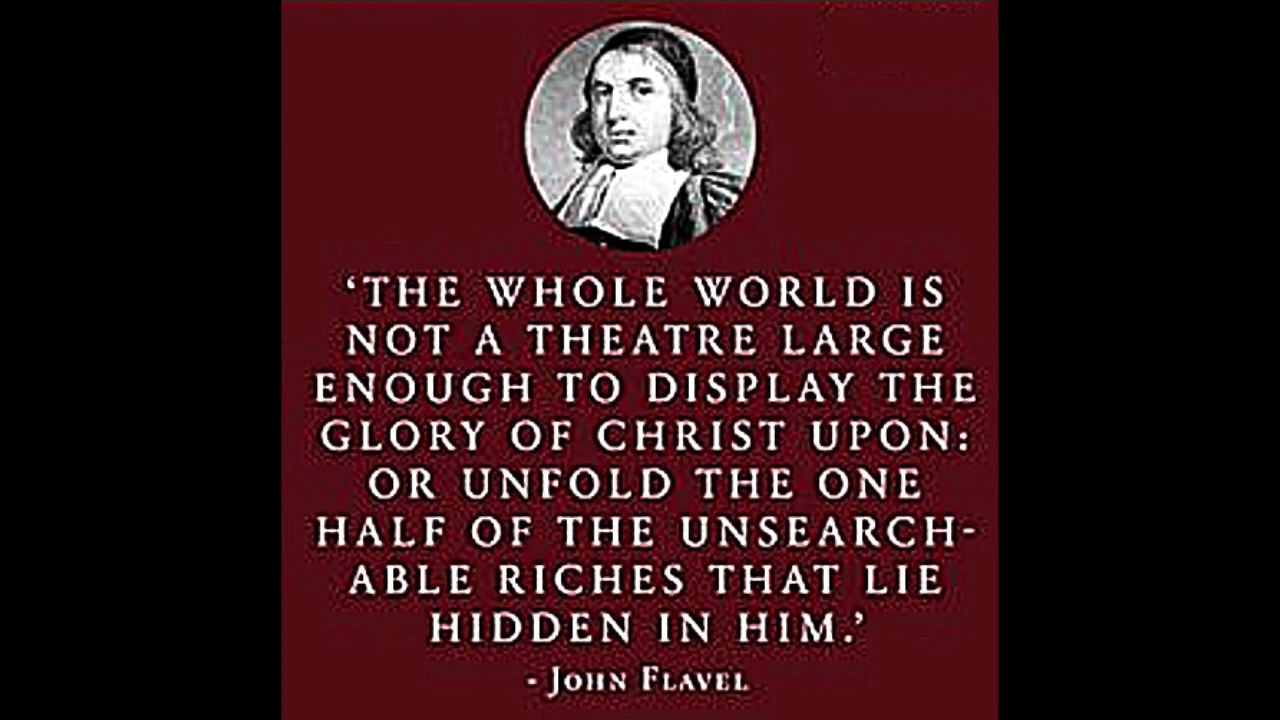 ‘THE WHOLE WORLD IS
NOT A THEATRE LARGE
ENOUGH TO DISPLAY THE
GLORY OF CHRIST UPON:
OR UNFOLD THE ONE
HALF OF THE UNSEARCH-
ABLE RICHES THAT LIE
HIDDEN IN HIM.’
- JOHN FLAVEL